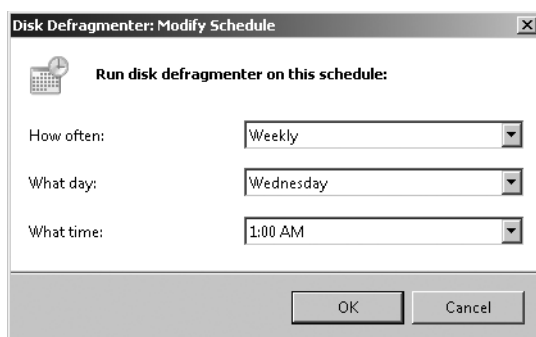 Disk Defragmenter: Modify Schedule
Run disk defragmenter on this schedule:
How often: Weekly
What day: Wednesday
What time: 1:00 AM
OK Cancel